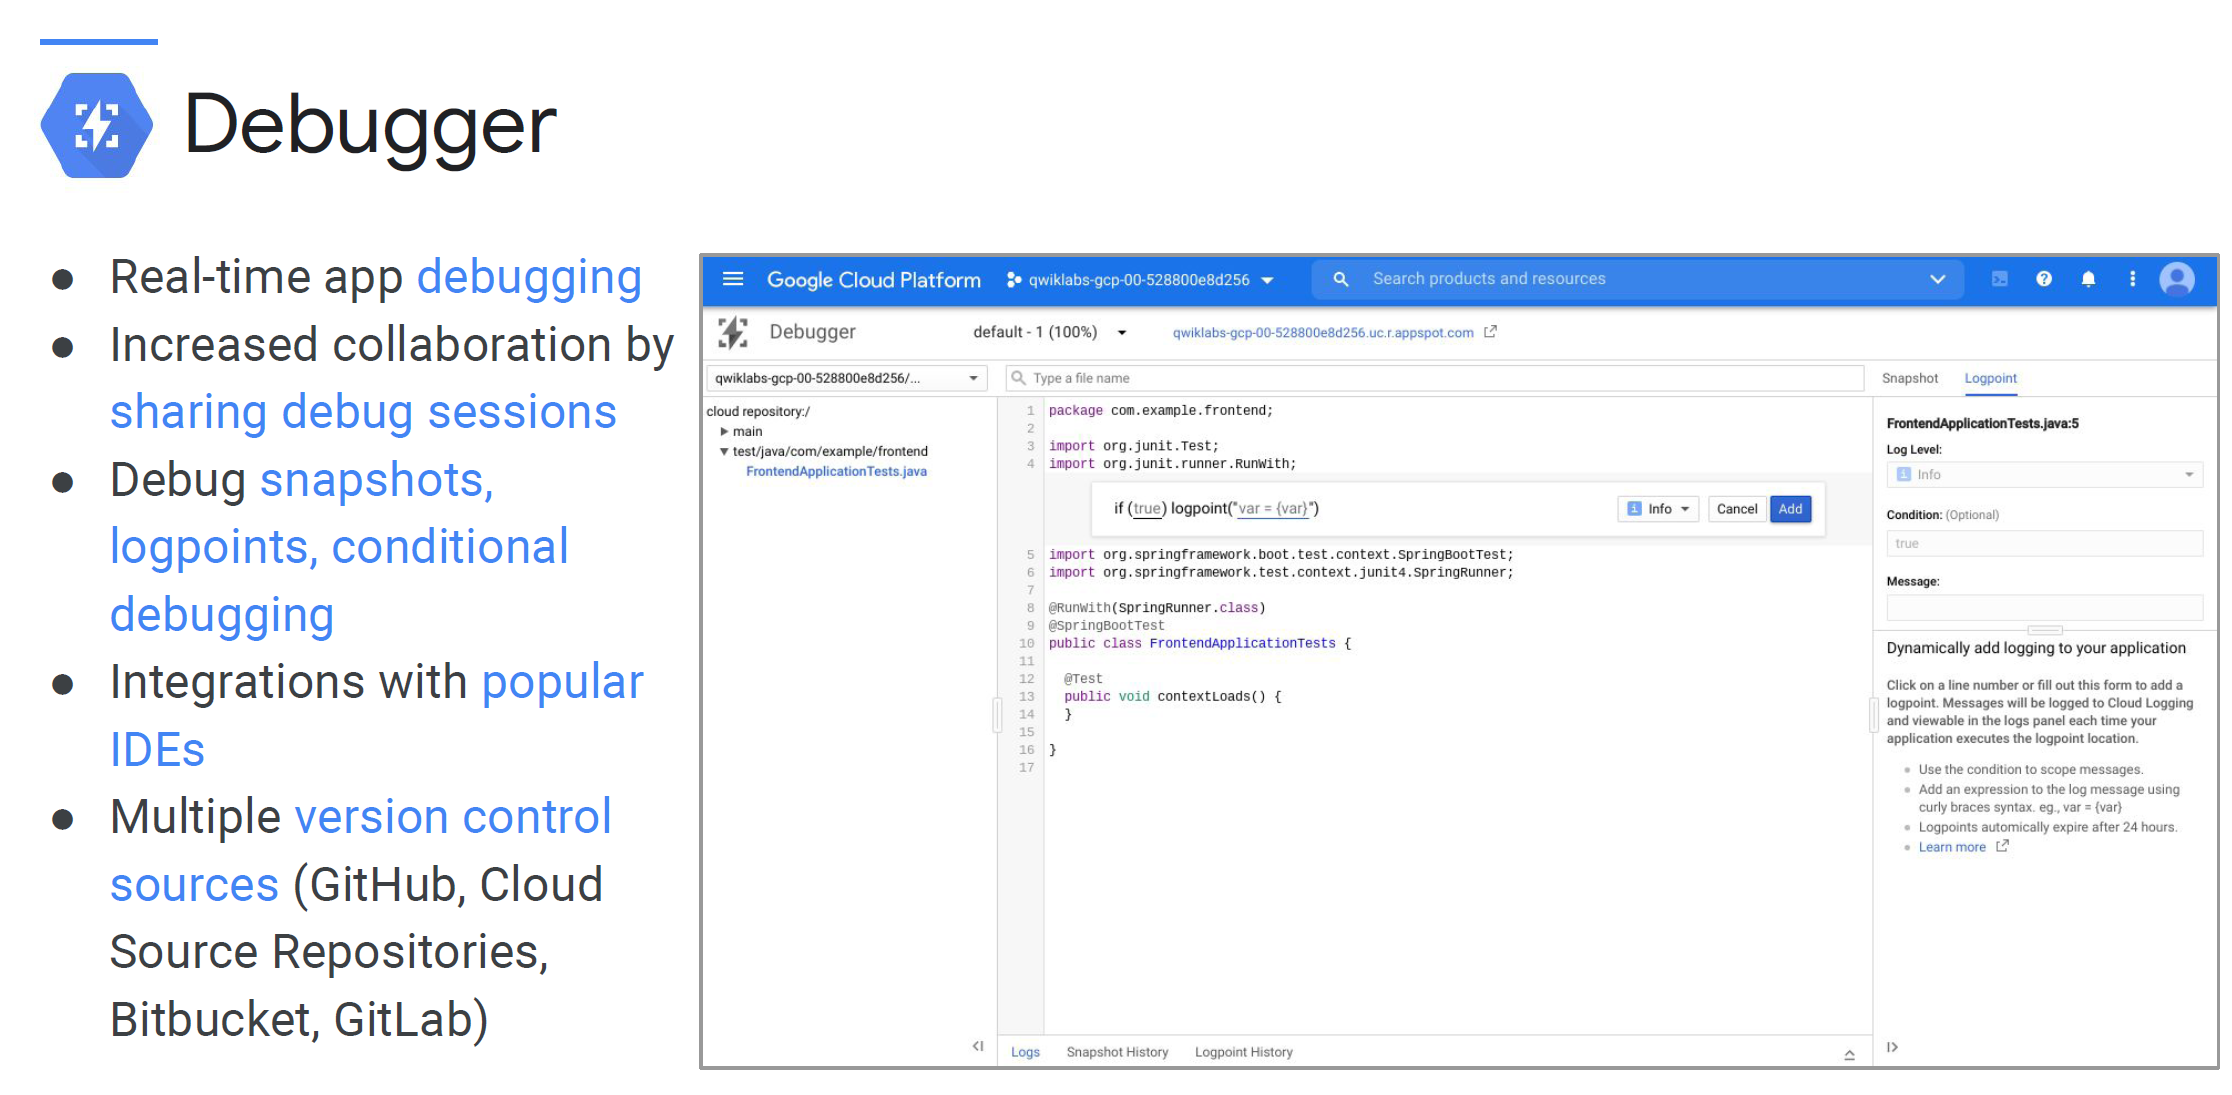 Debugger
● Real-time app debugging
● Increased collaboration by
sharing debug sessions
● Debug snapshots,
logpoints, conditional
debugging
● Integrations with popular
IDEs
● Multiple version control
sources (GitHub, Cloud
Source Repositories,
Bitbucket, GitLab)
Google Cloud Platform qwiklabs-gcp-00-528800e8d256 Search products and resources
Debugger default - 1 (100%) qwiklabs-gcp-00-528800e8d256.uc.r.appspot.com
qwiklabs-gcp-00-528800e8d256/... Type a file name
cloud repository:/
main
test/java/com/example/frontend
FrontendApplicationTests.java
1 package com.example.frontend;
2
3 import org.junit.Test;
4 import org.junit.runner.RunWith;
if (true) logpoint("var = {var}") Info Cancel Add
5 import org.springframework.boot.test.context.SpringBootTest;
6 import org.springframework.test.context.junit4.SpringRunner;
7
8 @RunWith(SpringRunner.class)
9 @SpringBootTest
10 public class FrontendApplicationTests {
11
12 @Test
13 public void contextLoads() {
14 }
15
16 }
17
Logs Snapshot History Logpoint History
Snapshot Logpoint
FrontendApplicationTests.java:5
Log Level:
Info
Condition: (Optional)
true
Message:
Dynamically add logging to your application
Click on a line number or fill out this form to add a
logpoint. Messages will be logged to Cloud Logging
and viewable in the logs panel each time your
application executes the logpoint location.
● Use the condition to scope messages.
● Add an expression to the log message using
curly braces syntax. eg., var = {var}
● Logpoints automically expire after 24 hours.
● Learn more